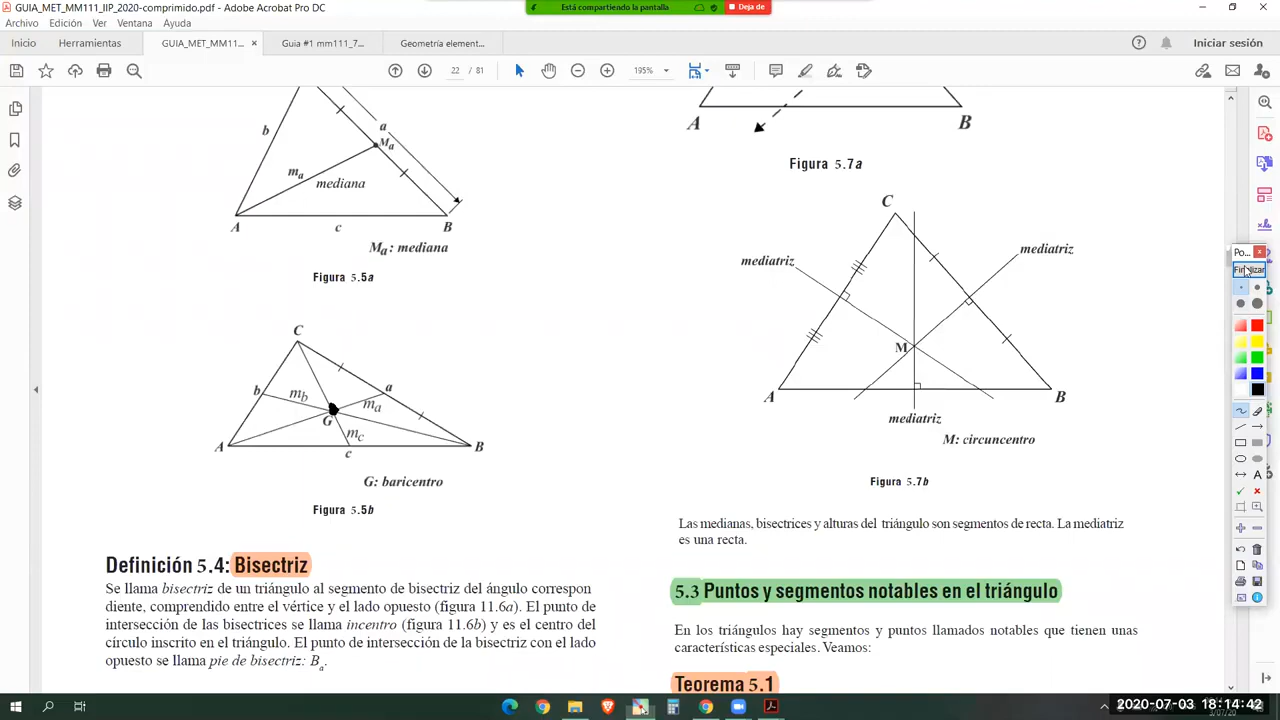 GUIA_MET_MM111_IIP_2020-comprimido.pdf - Adobe Acrobat Pro DC
Está compartiendo la pantalla
Deja de
Archivo Edición Ver Ventana Ayuda
Inicio Herramientas GUIA_MET_MM11... × Guia #1 mm111_7... Geometría element... Iniciar sesión
22 / 81 195%
b
a
Ma
ma
mediana
A
c
B
Ma : mediana
Figura 5.5a
C
b
mb
a
ma
G
mc
A
c
B
G: baricentro
Figura 5.5b
Definición 5.4: Bisectriz
Se llama bisectriz de un triángulo al segmento de bisectriz del ángulo correspon
diente, comprendido entre el vértice y el lado opuesto (figura 11.6a). El punto de
intersección de las bisectrices se llama incentro (figura 11.6b) y es el centro del
círculo inscrito en el triángulo. El punto de intersección de la bisectriz con el lado
opuesto se llama pie de bisectriz: Ba.
A
B
Figura 5.7a
C
mediatriz
mediatriz
M
A
B
mediatriz
M: circuncentro
Figura 5.7b
Las medianas, bisectrices y alturas del triángulo son segmentos de recta. La mediatriz
es una recta.
5.3 Puntos y segmentos notables en el triángulo
En los triángulos hay segmentos y puntos llamados notables que tienen unas
características especiales. Veamos:
Teorema 5.1
Po...
Finalizar
A
2020-07-03 18:14:42